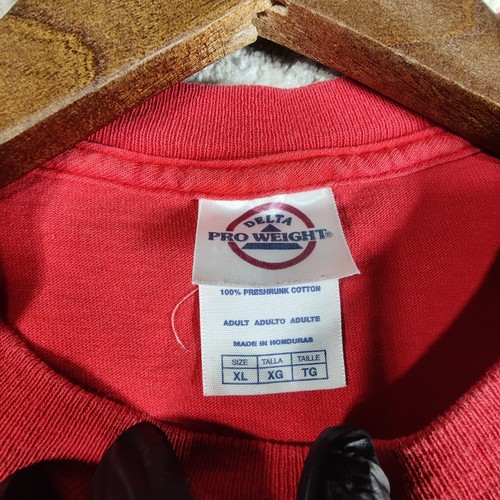 DELTA
PRO WEIGHT®
100% PRESHRUNK COTTON
ADULT ADULTO ADULTE
MADE IN HONDURAS
SIZE TALLA TAILLE
XL XG TG